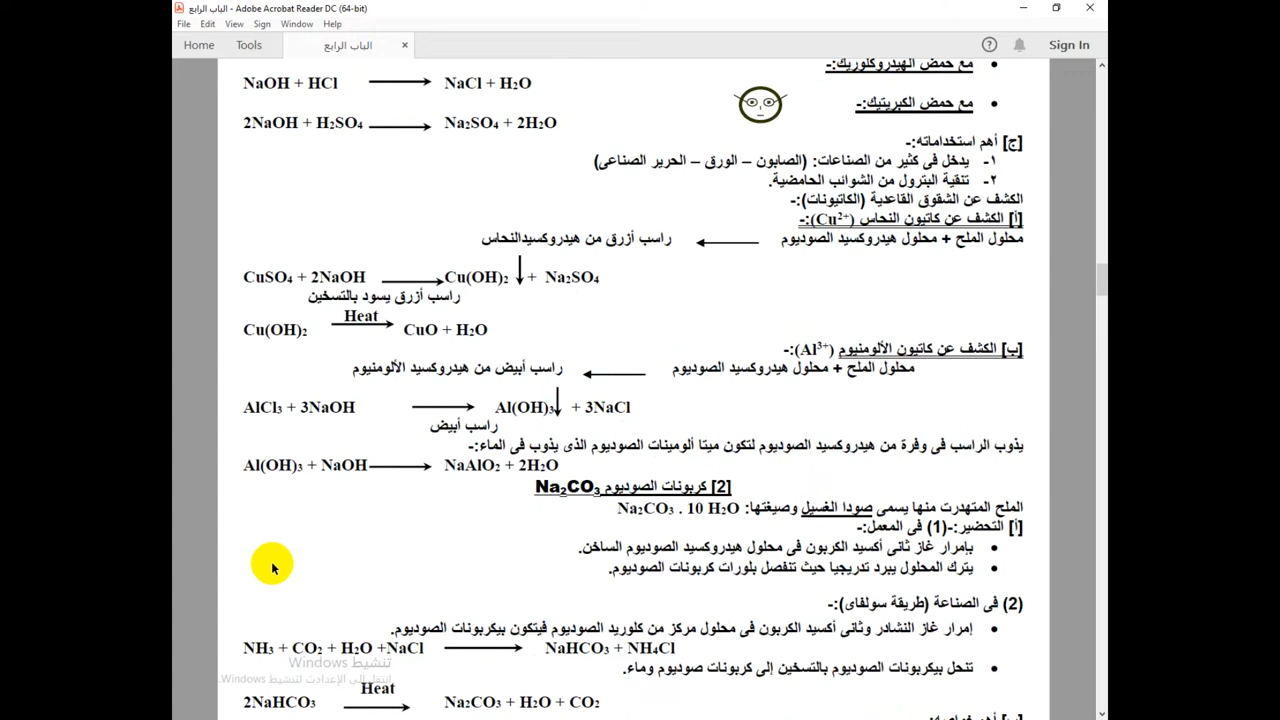 الباب الرابع - Adobe Acrobat Reader DC (64-bit)
File Edit View Sign Window Help
Home Tools الباب الرابع × Sign In
مع حمض الهيدروكلوريك:-
NaOH + HCl ⟶ NaCl + H₂O
مع حمض الكبريتيك:-
2NaOH + H₂SO₄ ⟶ Na₂SO₄ + 2H₂O
[ج] أهم استخداماته:-
١- يدخل فى كثير من الصناعات: (الصابون – الورق – الحرير الصناعى)
٢- تنقية البترول من الشوائب الحامضية.
الكشف عن الشقوق القاعدية (الكاتيونات):-
[أ] الكشف عن كاتيون النحاس (Cu²⁺):-
محلول الملح + محلول هيدروكسيد الصوديوم ⟵ راسب أزرق من هيدروكسيدالنحاس
CuSO₄ + 2NaOH ⟶ Cu(OH)₂ ↓ + Na₂SO₄
راسب أزرق يسود بالتسخين
Heat
Cu(OH)₂ ⟶ CuO + H₂O
[ب] الكشف عن كاتيون الألومنيوم (Al³⁺):-
محلول الملح + محلول هيدروكسيد الصوديوم ⟵ راسب أبيض من هيدروكسيد الألومنيوم
AlCl₃ + 3NaOH ⟶ Al(OH)₃↓ + 3NaCl
راسب أبيض
يذوب الراسب فى وفرة من هيدروكسيد الصوديوم لتكون ميتا ألومينات الصوديوم الذى يذوب فى الماء:-
Al(OH)₃ + NaOH ⟶ NaAlO₂ + 2H₂O
[2] كربونات الصوديوم Na₂CO₃
الملح المتهدرت منها يسمى صودا الغسيل وصيغتها: Na₂CO₃ . 10 H₂O
[أ] التحضير:-(1) فى المعمل:-
بإمرار غاز ثانى أكسيد الكربون فى محلول هيدروكسيد الصوديوم الساخن.
يترك المحلول يبرد تدريجيا حيث تنفصل بلورات كربونات الصوديوم.
(2) فى الصناعة (طريقة سولفاى):-
إمرار غاز النشادر وثانى أكسيد الكربون فى محلول مركز من كلوريد الصوديوم فيتكون بيكربونات الصوديوم.
NH₃ + CO₂ + H₂O +NaCl ⟶ NaHCO₃ + NH₄Cl
تنشيط Windows
تنحل بيكربونات الصوديوم بالتسخين إلى كربونات صوديوم وماء.
انتقل إلى الإعدادات لتنشيط Windows.
Heat
2NaHCO₃ ⟶ Na₂CO₃ + H₂O + CO₂